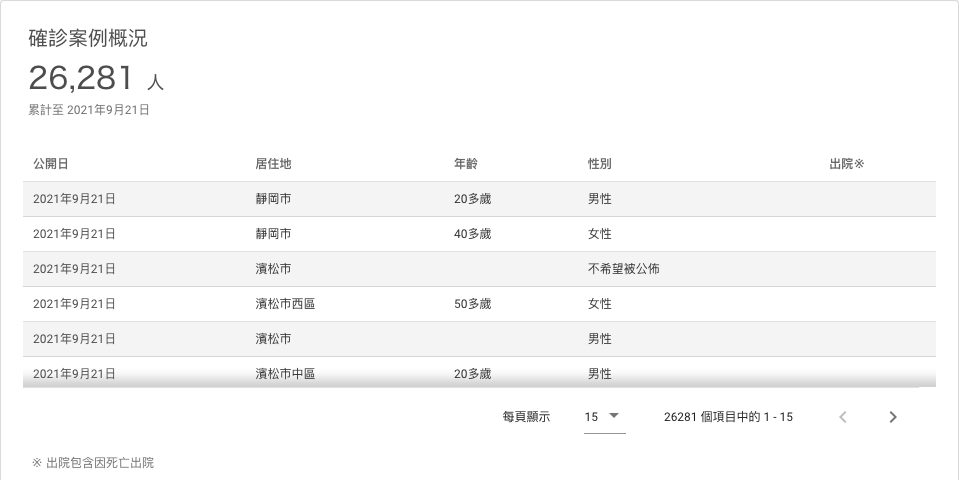 確診案例概況
26,281 人
累計至 2021年9月21日
公開日 居住地 年齡 性別 出院※
2021年9月21日 靜岡市 20多歲 男性
2021年9月21日 靜岡市 40多歲 女性
2021年9月21日 濱松市 不希望被公佈
2021年9月21日 濱松市西區 50多歲 女性
2021年9月21日 濱松市 男性
2021年9月21日 濱松市中區 20多歲 男性
每頁顯示 15 26281 個項目中的 1 - 15
※ 出院包含因死亡出院